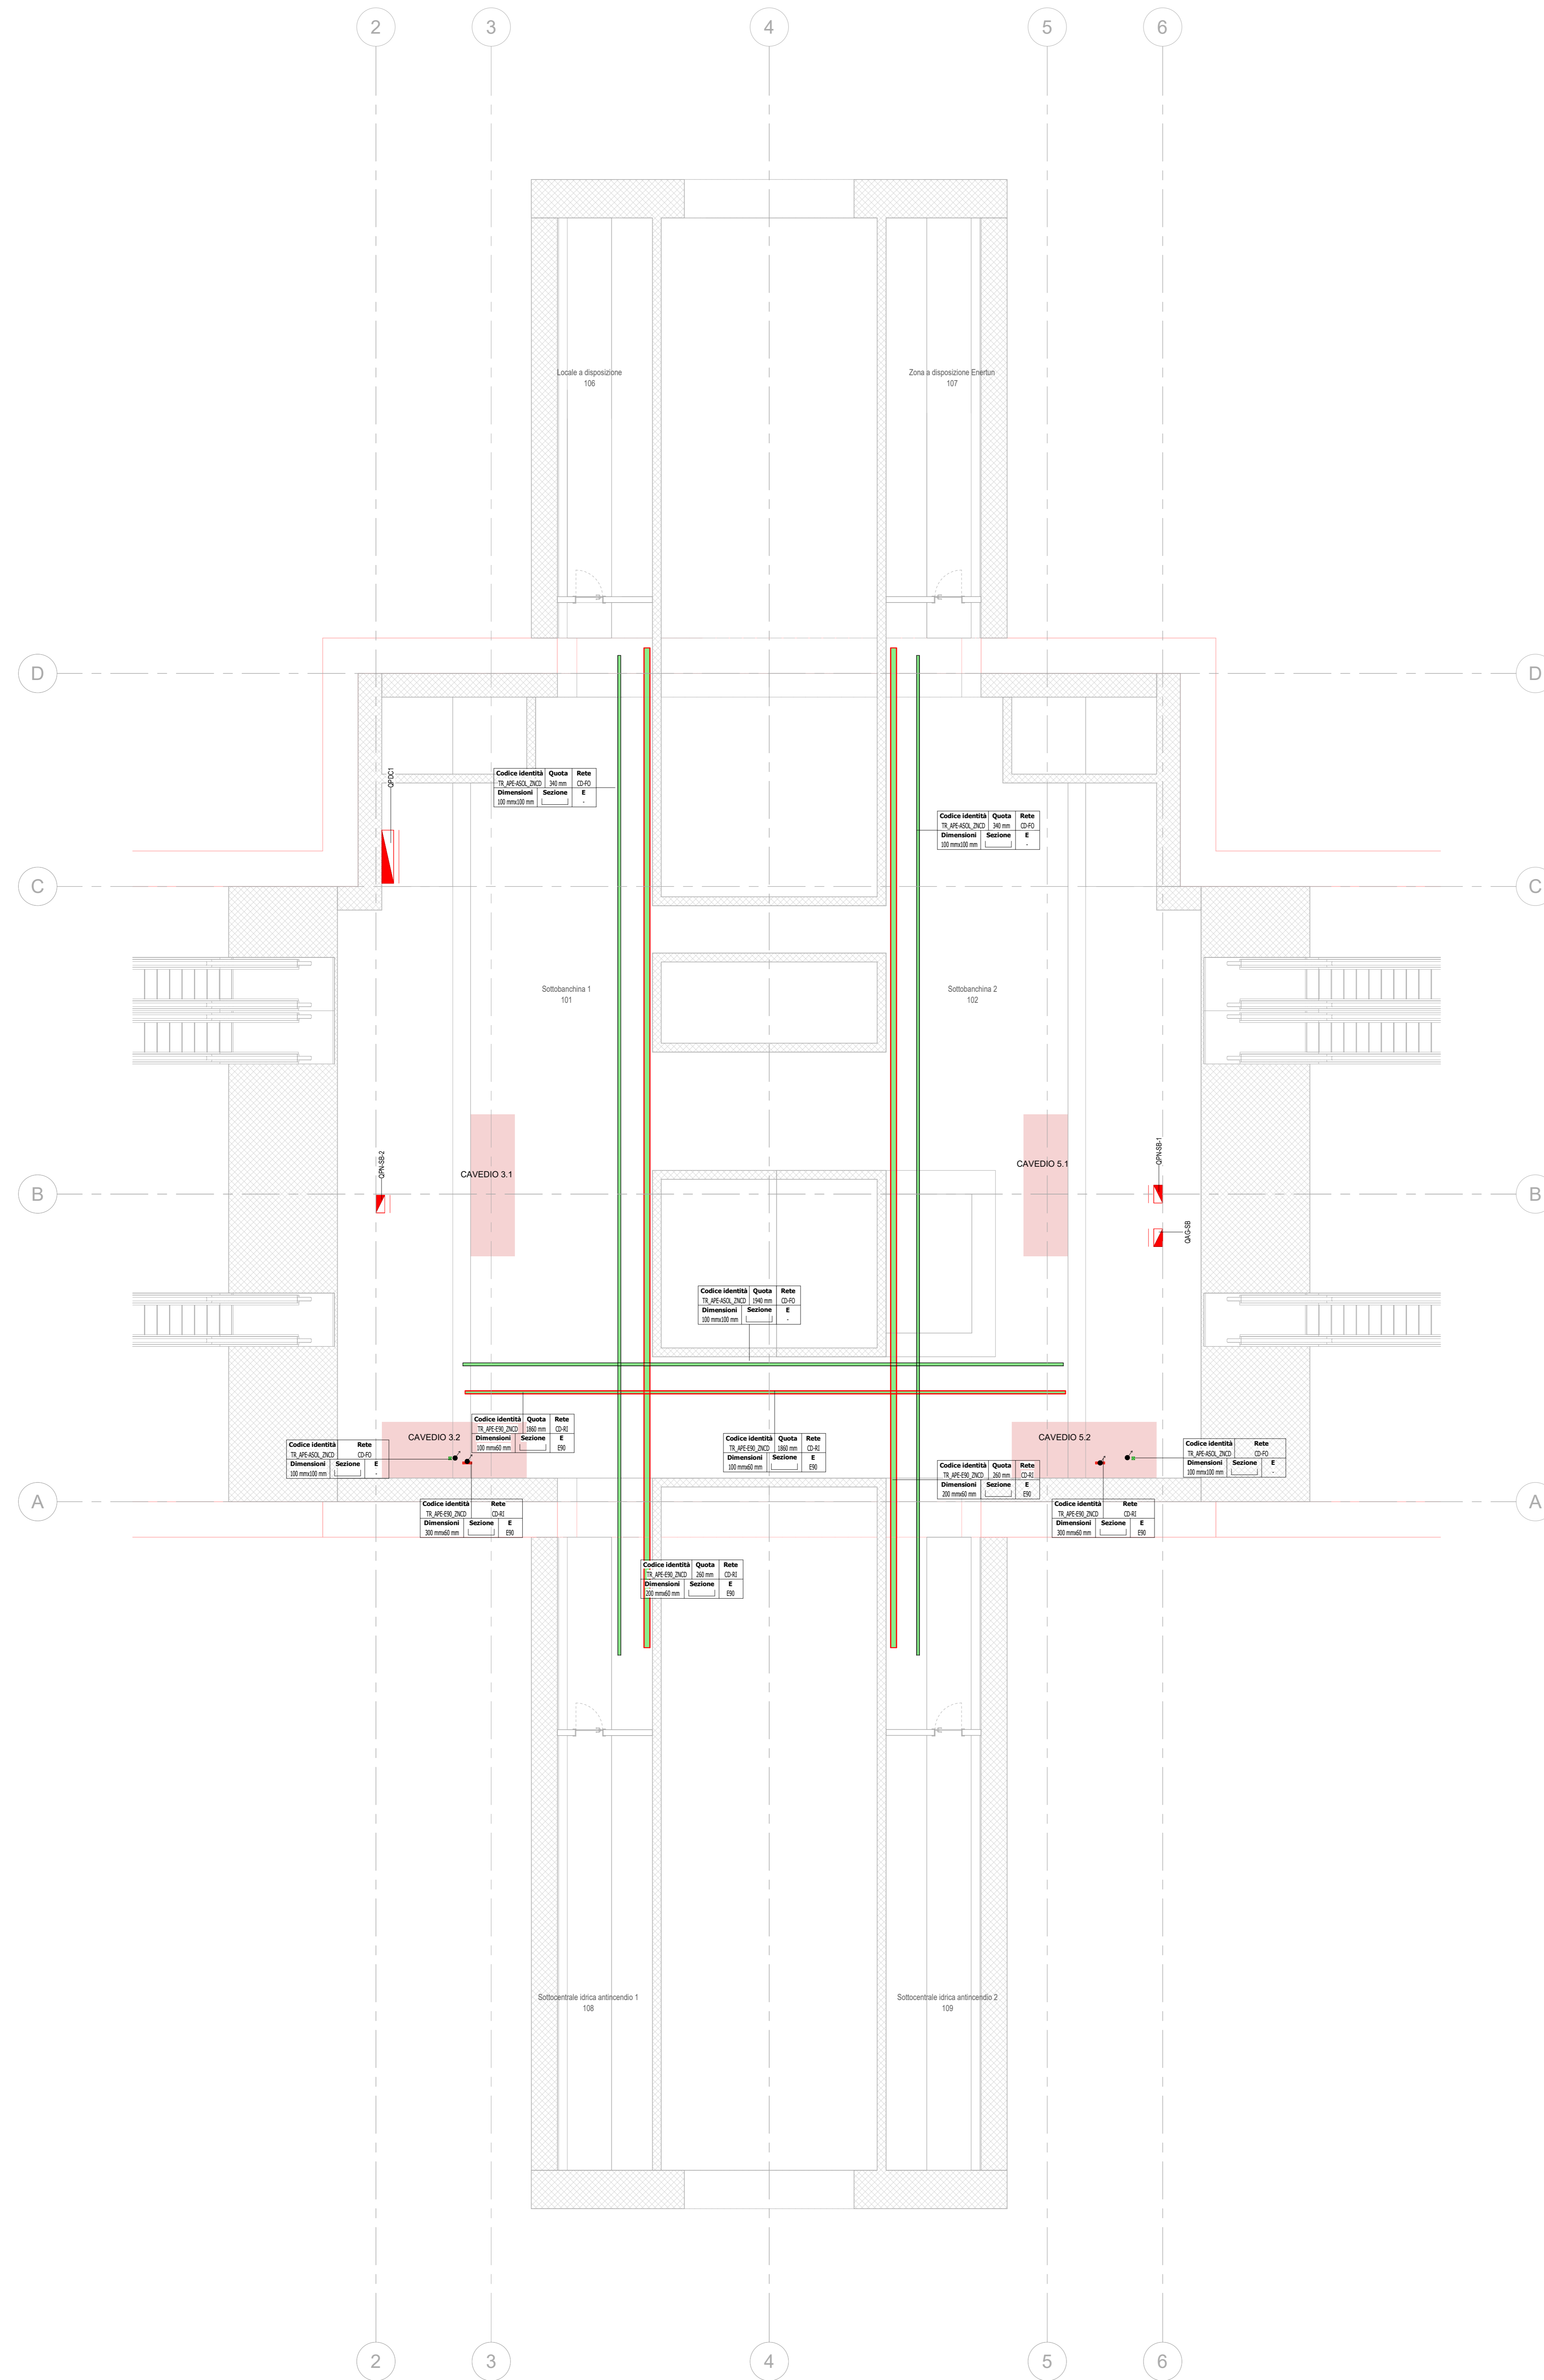 2 3 4 5 6
Locale a disposizione
106
Zona a disposizione Enertun
107
D D
QPDC1
Codice identità Quota Rete
TR_APE-ASOL_ZNCD 340 mm CD-FO
Dimensioni Sezione E
100 mmx100 mm -
Codice identità Quota Rete
TR_APE-ASOL_ZNCD 340 mm CD-FO
Dimensioni Sezione E
100 mmx100 mm -
C C
Sottobanchina 1
101
Sottobanchina 2
102
QPN-SB-2
CAVEDIO 3.1
CAVEDIO 5.1
QPN-SB-1
B B
QAG-SB
Codice identità Quota Rete
TR_APE-ASOL_ZNCD 1940 mm CD-FO
Dimensioni Sezione E
100 mmx100 mm -
Codice identità Quota Rete
TR_APE-E90_ZNCD 1860 mm CD-RI
Dimensioni Sezione E
100 mmx60 mm E90
CAVEDIO 3.2
Codice identità Quota Rete
TR_APE-E90_ZNCD 1860 mm CD-RI
Dimensioni Sezione E
100 mmx60 mm E90
CAVEDIO 5.2
Codice identità Rete
TR_APE-ASOL_ZNCD CD-FO
Dimensioni Sezione E
100 mmx100 mm -
Codice identità Rete
TR_APE-ASOL_ZNCD CD-FO
Dimensioni Sezione E
100 mmx100 mm -
Codice identità Quota Rete
TR_APE-E90_ZNCD 260 mm CD-RI
Dimensioni Sezione E
200 mmx60 mm E90
A A
Codice identità Rete
TR_APE-E90_ZNCD CD-RI
Dimensioni Sezione E
300 mmx60 mm E90
Codice identità Rete
TR_APE-E90_ZNCD CD-RI
Dimensioni Sezione E
300 mmx60 mm E90
Codice identità Quota Rete
TR_APE-E90_ZNCD 260 mm CD-RI
Dimensioni Sezione E
200 mmx60 mm E90
Sottocentrale idrica antincendio 1
108
Sottocentrale idrica antincendio 2
109
2 3 4 5 6